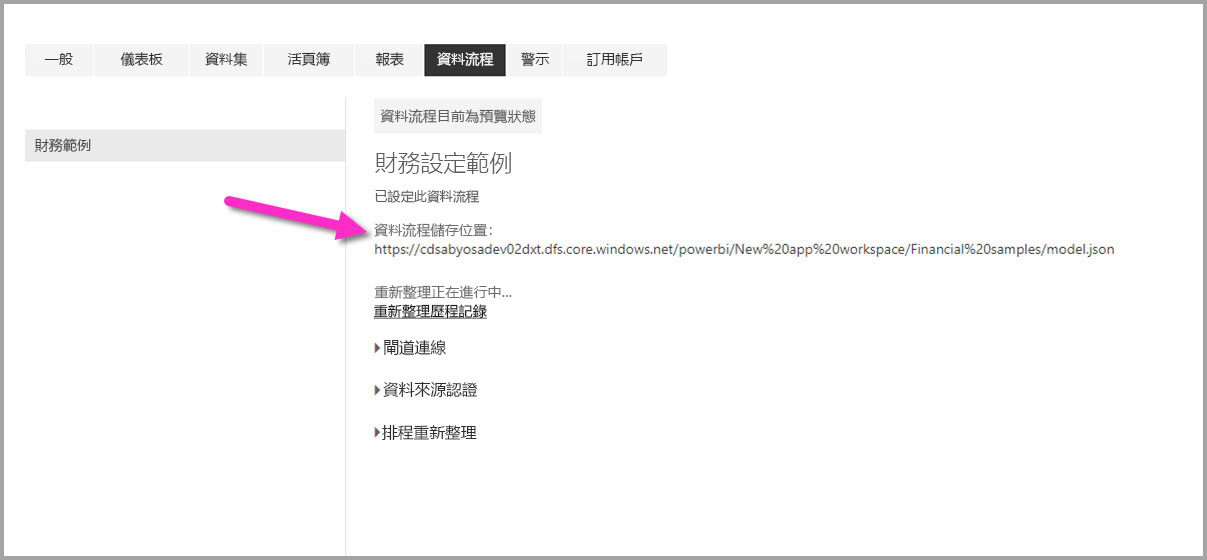 一般 儀表板 資料集 活頁簿 報表 資料流程 警示 訂用帳戶
財務範例
資料流程目前為預覽狀態
財務設定範例
已設定此資料流程
資料流程儲存位置：
https://cdsabyosadev02dxt.dfs.core.windows.net/powerbi/New%20app%20workspace/Financial%20samples/model.json
重新整理正在進行中...
重新整理歷程記錄
閘道連線
資料來源認證
排程重新整理